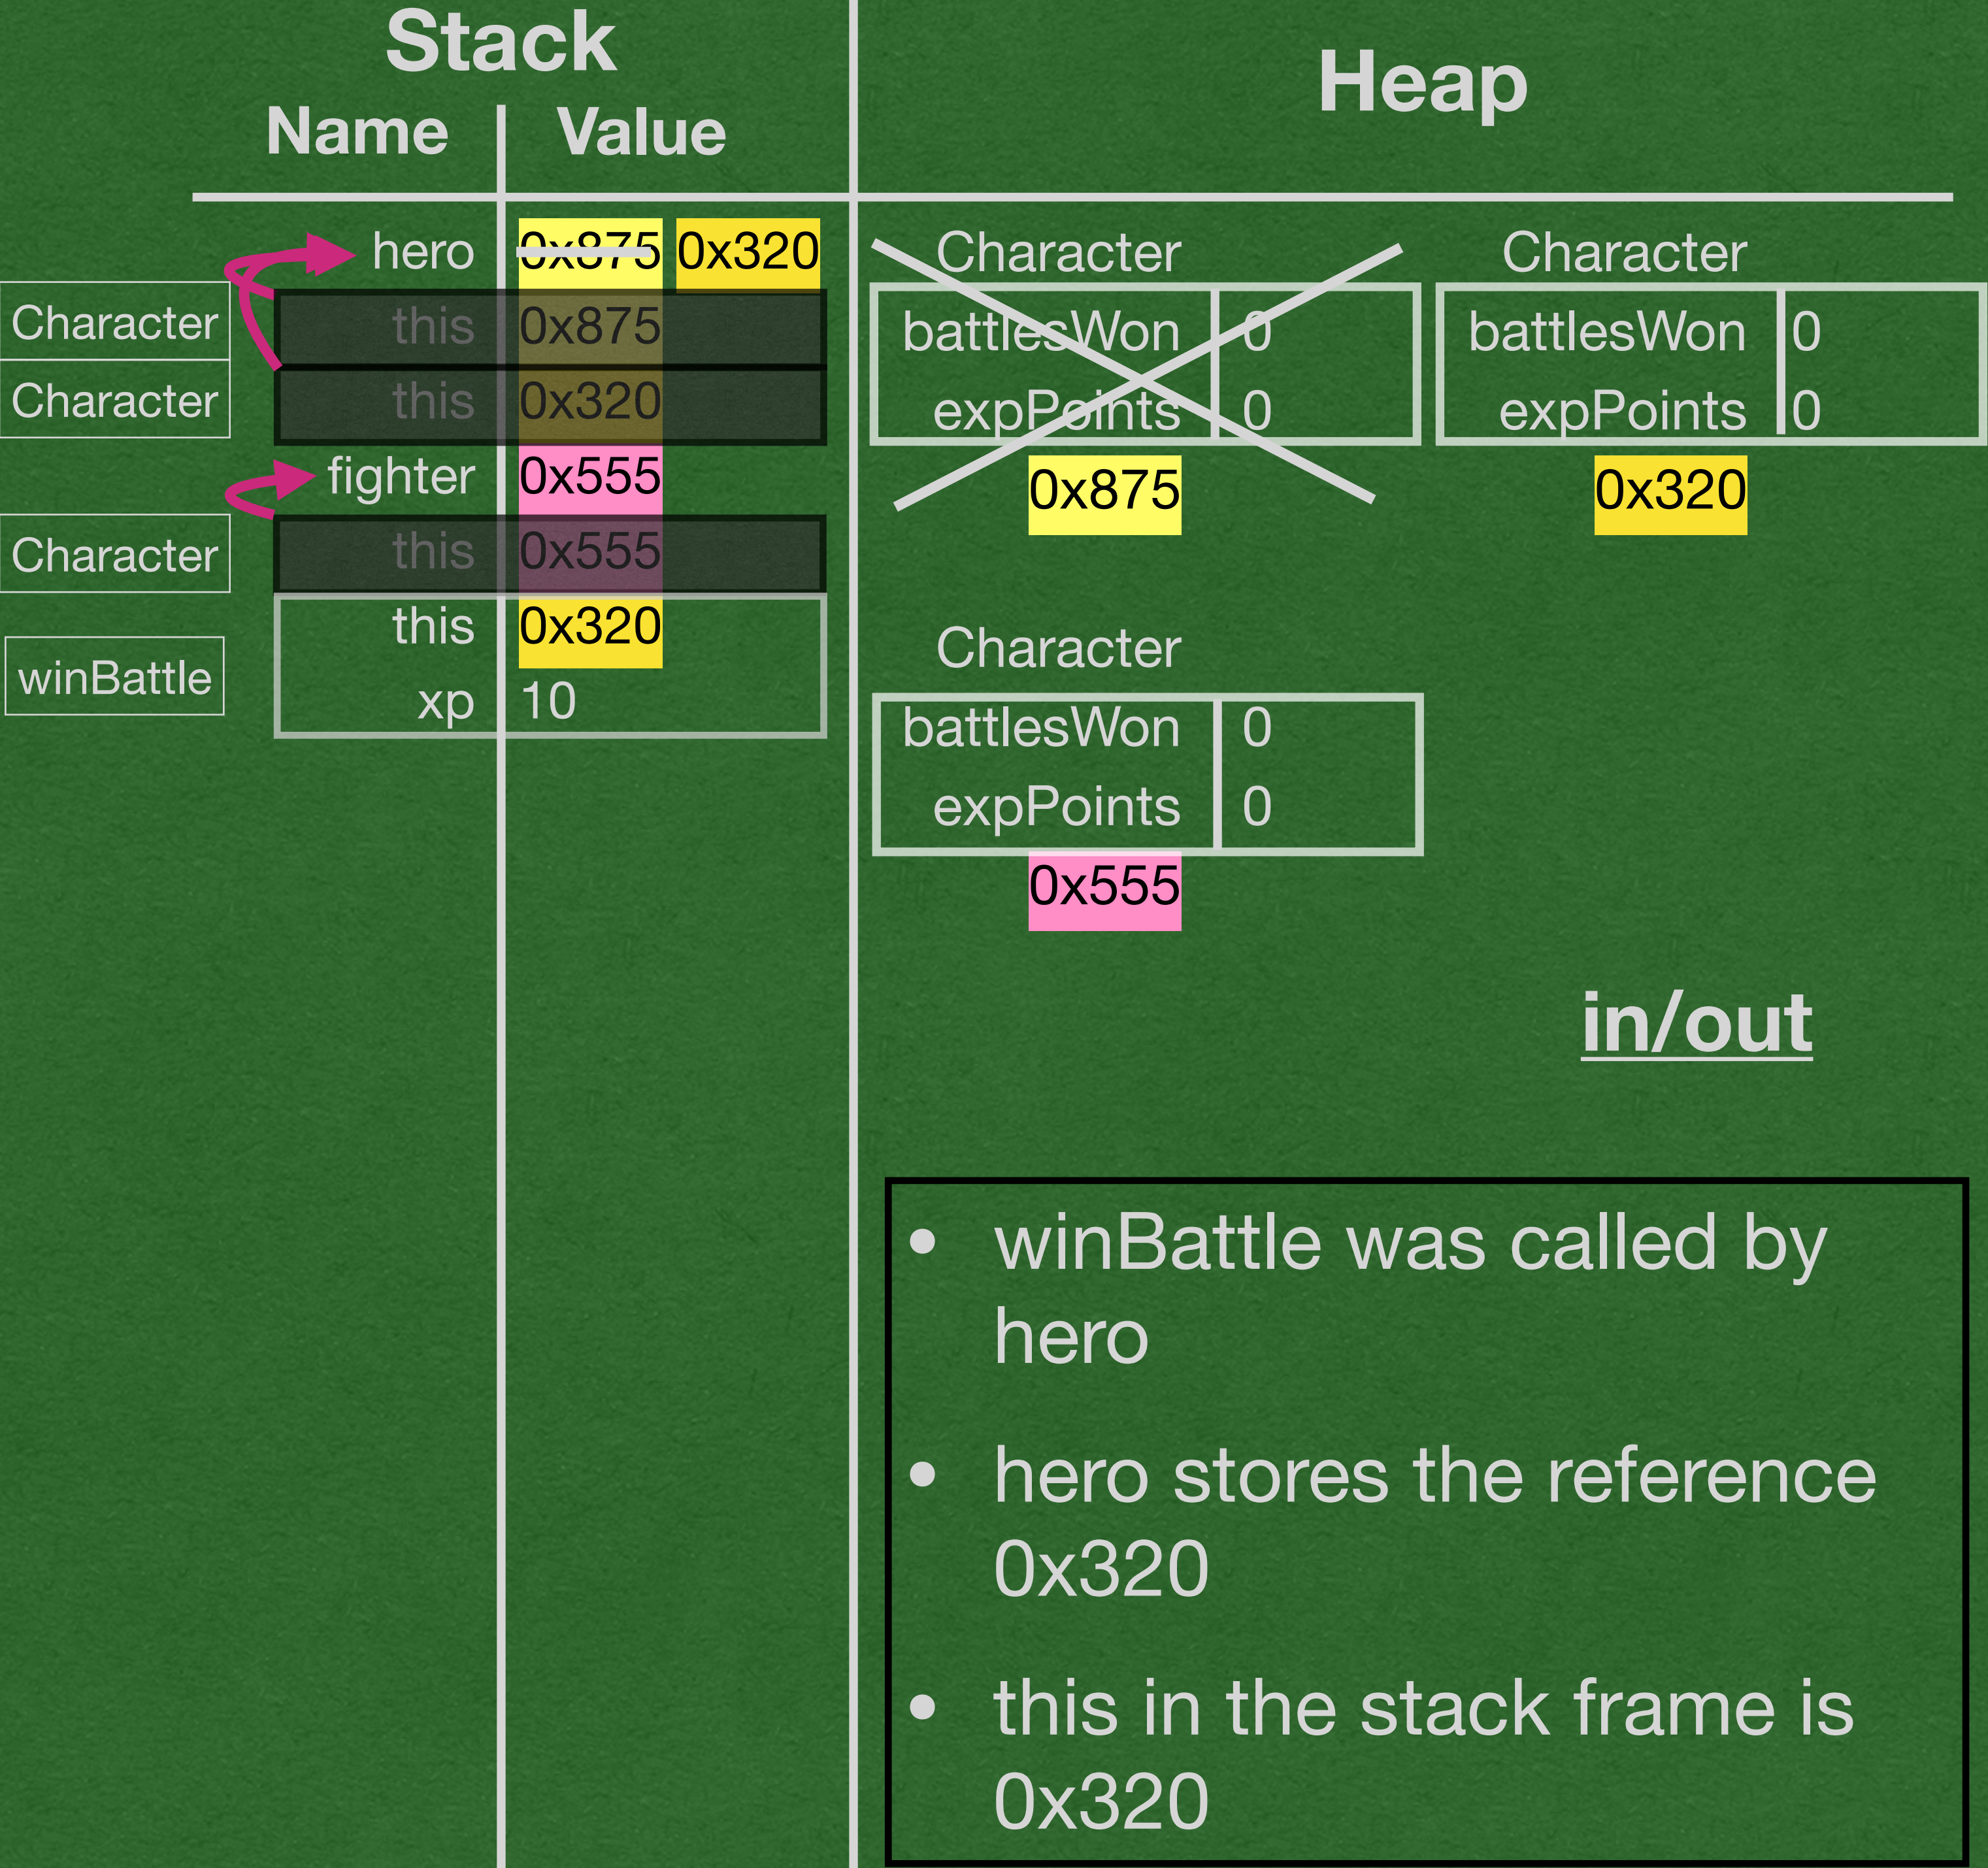 Stack
Heap
Name Value
hero 0x875 0x320
Character this 0x875
Character this 0x320
fighter 0x555
Character this 0x555
winBattle
this 0x320
xp 10
Character
battlesWon 0
expPoints 0
0x875
Character
battlesWon 0
expPoints 0
0x320
Character
battlesWon 0
expPoints 0
0x555
in/out
• winBattle was called by
hero
• hero stores the reference
0x320
• this in the stack frame is
0x320